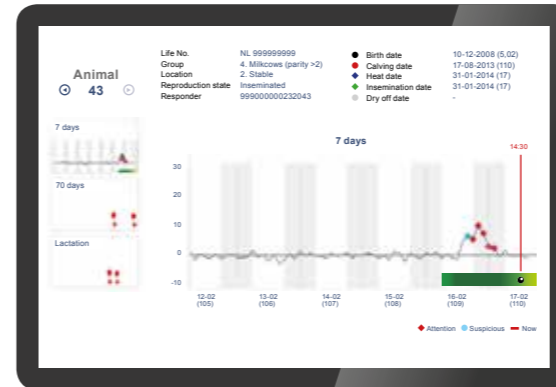 Animal
43
Life No. NL 999999999
Group 4. Milkcows (parity >2)
Location 2. Stable
Reproduction state Inseminated
Responder 999000000232043
Birth date 10-12-2008 (5,02)
Calving date 17-08-2013 (110)
Heat date 31-01-2014 (17)
Insemination date 31-01-2014 (17)
Dry off date -
7 days
70 days
Lactation
7 days
14:30
30
20
10
0
-10
12-02 13-02 14-02 15-02 16-02 17-02
(105) (106) (107) (108) (109) (110)
Attention Suspicious Now